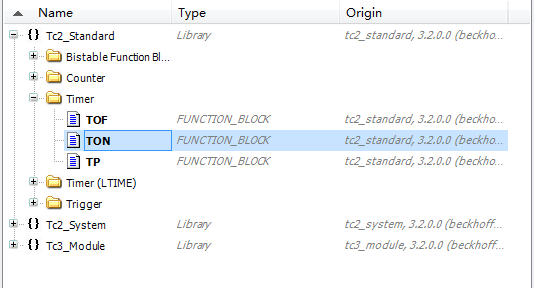 Name Type Origin
Tc2_Standard Library tc2_standard, 3.2.0.0 (beckho...
Bistable Function Bl...
Counter
Timer
TOF FUNCTION_BLOCK tc2_standard, 3.2.0.0 (beckho...
TON FUNCTION_BLOCK tc2_standard, 3.2.0.0 (beckho...
TP FUNCTION_BLOCK tc2_standard, 3.2.0.0 (beckho...
Timer (LTIME)
Trigger
Tc2_System Library tc2_system, 3.2.0.0 (beckhoff...
Tc3_Module Library tc3_module, 3.2.0.0 (beckhoff...